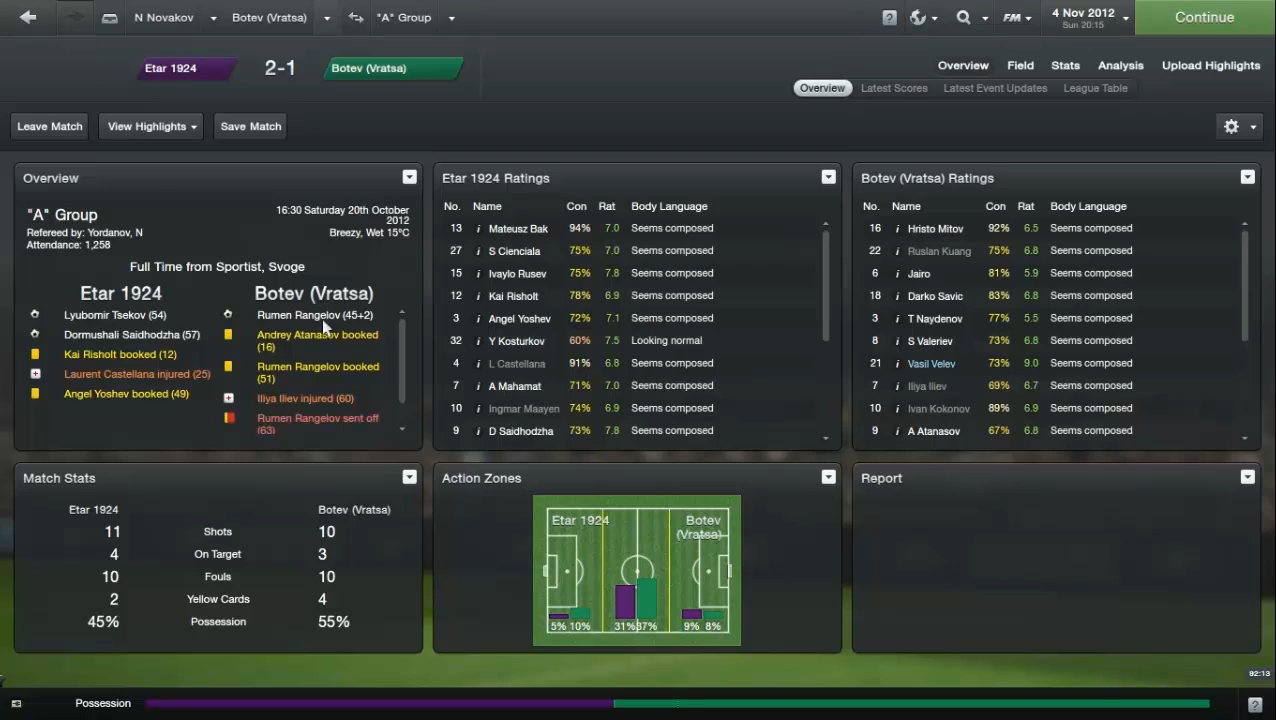 N Novakov
Botev (Vratsa)
"A" Group
?
FM
4 Nov 2012
Sun 20:15
Continue
Etar 1924
2-1
Botev (Vratsa)
Overview
Field
Stats
Analysis
Upload Highlights
Overview
Latest Scores
Latest Event Updates
League Table
Leave Match
View Highlights
Save Match
Overview
"A" Group
Refereed by: Yordanov, N
Attendance: 1,258
16:30 Saturday 20th October
2012
Breezy, Wet 15°C
Full Time from Sportist, Svoge
Etar 1924
Lyubomir Tsekov (54)
Dormushali Saidhodzha (57)
Kai Risholt booked (12)
Laurent Castellana injured (25)
Angel Yoshev booked (49)
Botev (Vratsa)
Rumen Rangelov (45+2)
Andrey Atanasov booked
(16)
Rumen Rangelov booked
(51)
Iliya Iliev injured (60)
Rumen Rangelov sent off
(63)
Etar 1924 Ratings
No. Name Con Rat Body Language
13 i Mateusz Bak 94% 7.0 Seems composed
27 i S Cienciala 75% 7.0 Seems composed
15 i Ivaylo Rusev 75% 7.8 Seems composed
12 i Kai Risholt 78% 6.9 Seems composed
3 i Angel Yoshev 72% 7.1 Seems composed
32 i Y Kosturkov 60% 7.5 Looking normal
4 i L Castellana 91% 6.8 Seems composed
7 i A Mahamat 71% 7.0 Seems composed
10 i Ingmar Maayen 74% 6.9 Seems composed
9 i D Saidhodzha 73% 7.8 Seems composed
Botev (Vratsa) Ratings
No. Name Con Rat Body Language
16 i Hristo Mitov 92% 6.5 Seems composed
22 i Ruslan Kuang 75% 6.8 Seems composed
6 i Jairo 81% 5.9 Seems composed
18 i Darko Savic 83% 6.8 Seems composed
3 i T Naydenov 77% 5.5 Seems composed
8 i S Valeriev 73% 6.8 Seems composed
21 i Vasil Velev 73% 9.0 Seems composed
7 i Iliya Iliev 69% 6.7 Seems composed
10 i Ivan Kokonov 89% 6.9 Seems composed
9 i A Atanasov 67% 6.8 Seems composed
Match Stats
Etar 1924 Botev (Vratsa)
11 Shots 10
4 On Target 3
10 Fouls 10
2 Yellow Cards 4
45% Possession 55%
Action Zones
Etar 1924
Botev
(Vratsa)
5% 10% 31% 37% 9% 8%
Report
92:13
Possession
?